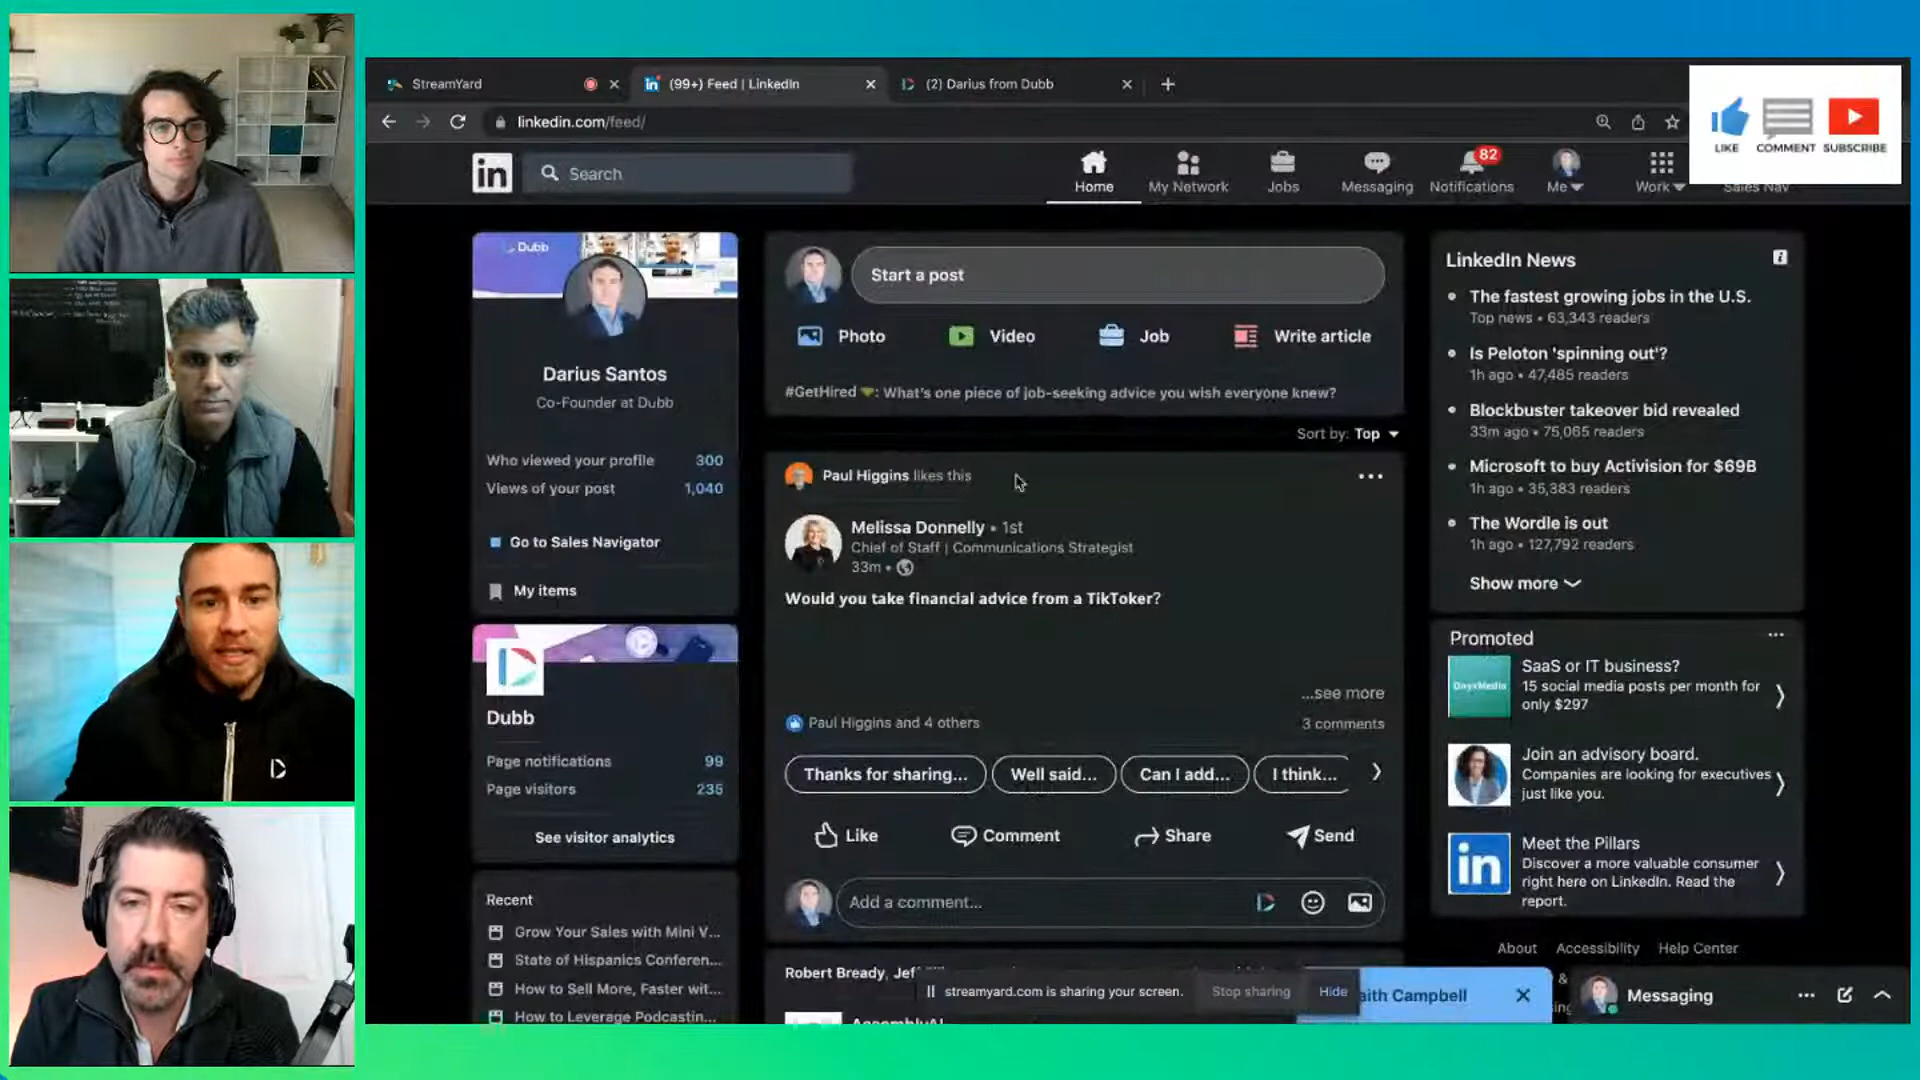 StreamYard
(99+) Feed | LinkedIn
(2) Darius from Dubb
linkedin.com/feed/
LIKE
COMMENT
SUBSCRIBE
in
Search
Home
My Network
Jobs
Messaging
82
Notifications
Me
Work
Sales Nav
Dubb
Darius Santos
Co-Founder at Dubb
Who viewed your profile 300
Views of your post 1,040
Go to Sales Navigator
My items
Dubb
Page notifications 99
Page visitors 235
See visitor analytics
Recent
Grow Your Sales with Mini V...
State of Hispanics Conferen...
How to Sell More, Faster wit...
How to Leverage Podcastin...
Start a post
Photo
Video
Job
Write article
#GetHired : What's one piece of job-seeking advice you wish everyone knew?
Sort by: Top
Paul Higgins likes this
Melissa Donnelly • 1st
Chief of Staff | Communications Strategist
33m •
Would you take financial advice from a TikToker?
...see more
Paul Higgins and 4 others
3 comments
Thanks for sharing...
Well said...
Can I add...
I think...
Like
Comment
Share
Send
Add a comment...
Robert Bready,
streamyard.com is sharing your screen.
Stop sharing
Hide
aith Campbell
AssemblyAI
LinkedIn News
The fastest growing jobs in the U.S.
Top news • 63,343 readers
Is Peloton 'spinning out'?
1h ago • 47,485 readers
Blockbuster takeover bid revealed
33m ago • 75,065 readers
Microsoft to buy Activision for $69B
1h ago • 35,383 readers
The Wordle is out
1h ago • 127,792 readers
Show more
Promoted
OnyxMedia
SaaS or IT business?
15 social media posts per month for
only $297
Join an advisory board.
Companies are looking for executives
just like you.
in
Meet the Pillars
Discover a more valuable consumer
right here on LinkedIn. Read the
report.
About
Accessibility
Help Center
&
Messaging